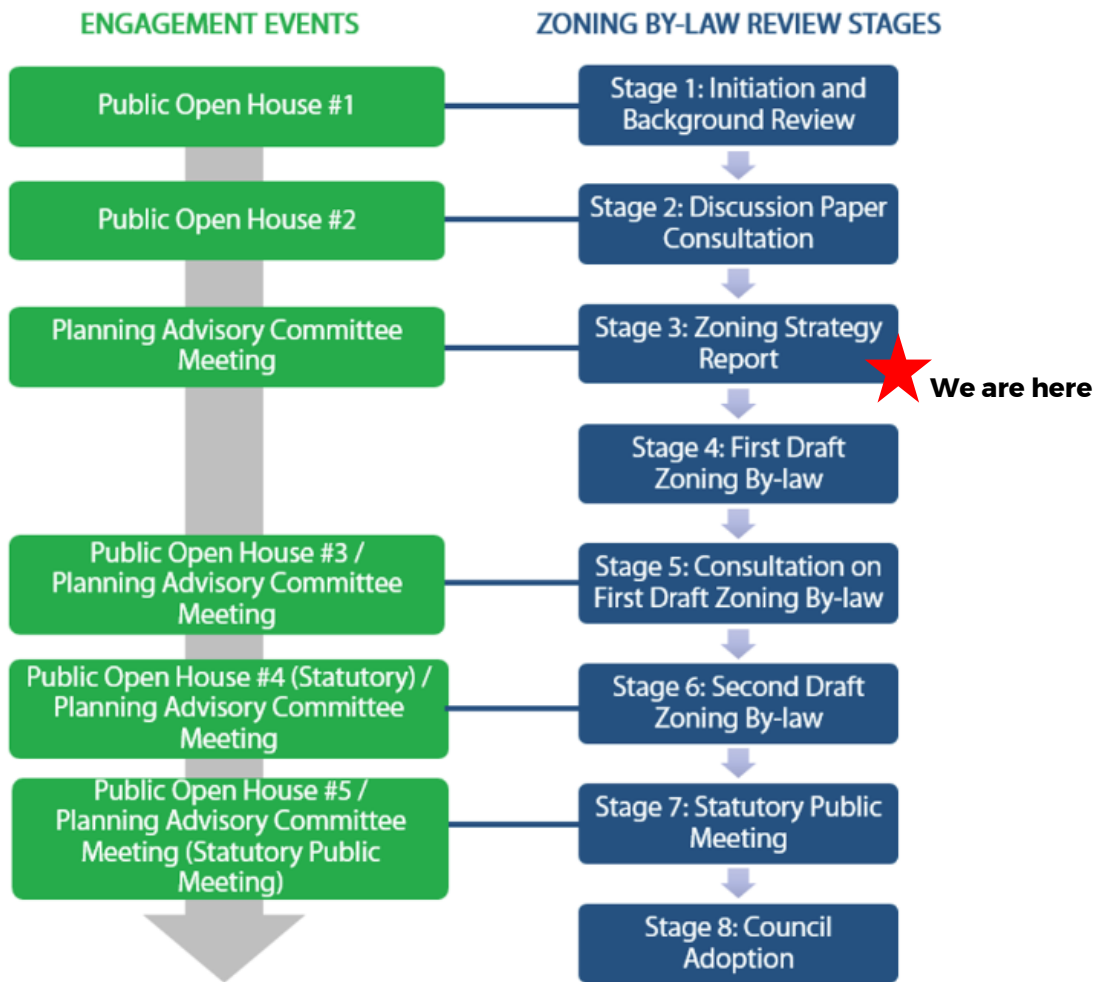 ENGAGEMENT EVENTS
ZONING BY-LAW REVIEW STAGES
Public Open House #1
Stage 1: Initiation and
Background Review
Public Open House #2
Stage 2: Discussion Paper
Consultation
Planning Advisory Committee
Meeting
Stage 3: Zoning Strategy
Report
We are here
Stage 4: First Draft
Zoning By-law
Public Open House #3 /
Planning Advisory Committee
Meeting
Stage 5: Consultation on
First Draft Zoning By-law
Public Open House #4 (Statutory) /
Planning Advisory Committee
Meeting
Stage 6: Second Draft
Zoning By-law
Public Open House #5 /
Planning Advisory Committee
Meeting (Statutory Public
Meeting)
Stage 7: Statutory Public
Meeting
Stage 8: Council
Adoption